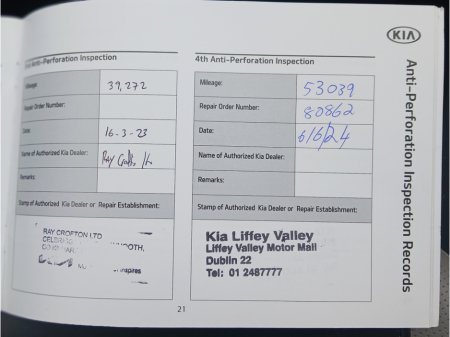 KIA
Anti-Perforation Inspection Records
Anti-Perforation Inspection
Mileage: 39,272
Repair Order Number:
Date: 16-3-23
Name of Authorized Kia Dealer: Ray Crofton
Remarks:
Stamp of Authorized Kia Dealer or Repair Establishment:
RAY CROFTON LTD
4th Anti-Perforation Inspection
Mileage: 53039
Repair Order Number: 80862
Date: 6/6/24
Name of Authorized Kia Dealer:
Remarks:
Stamp of Authorized Kia Dealer or Repair Establishment:
Kia Liffey Valley
Liffey Valley Motor Mall
Dublin 22
Tel: 01 2487777
21